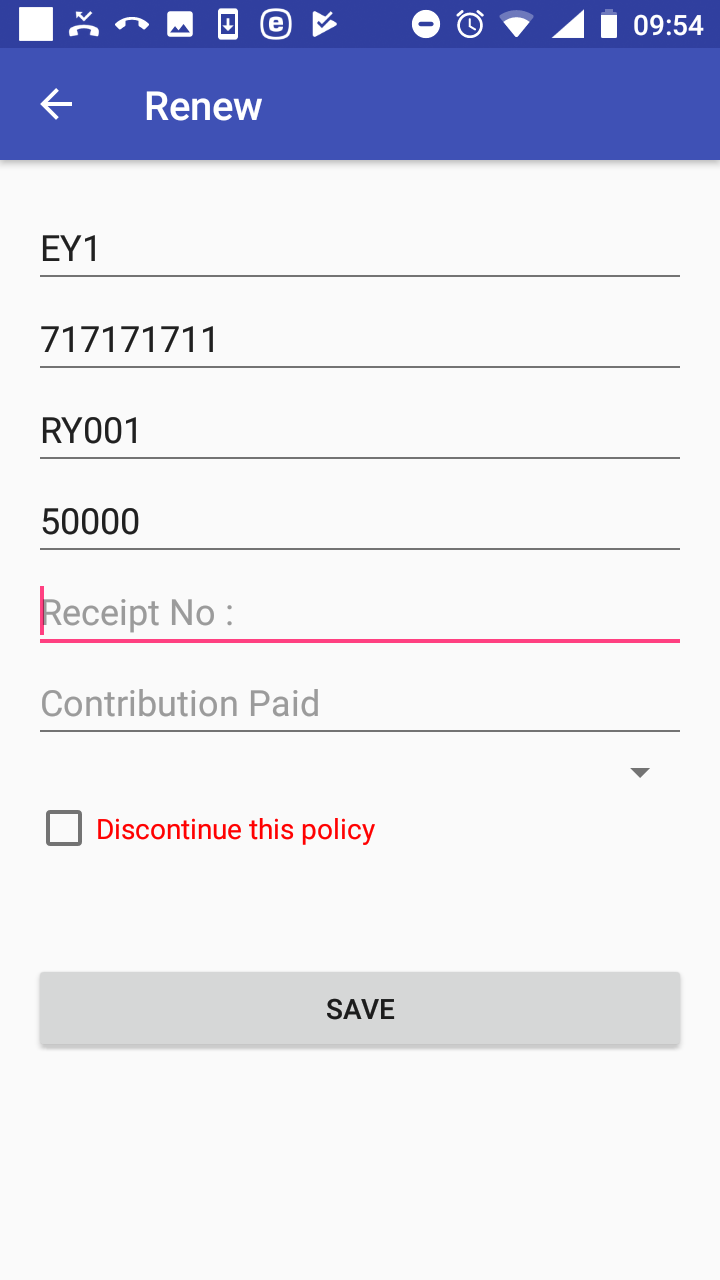 09:54
Renew
EY1
717171711
RY001
50000
Receipt No :
Contribution Paid
Discontinue this policy
SAVE